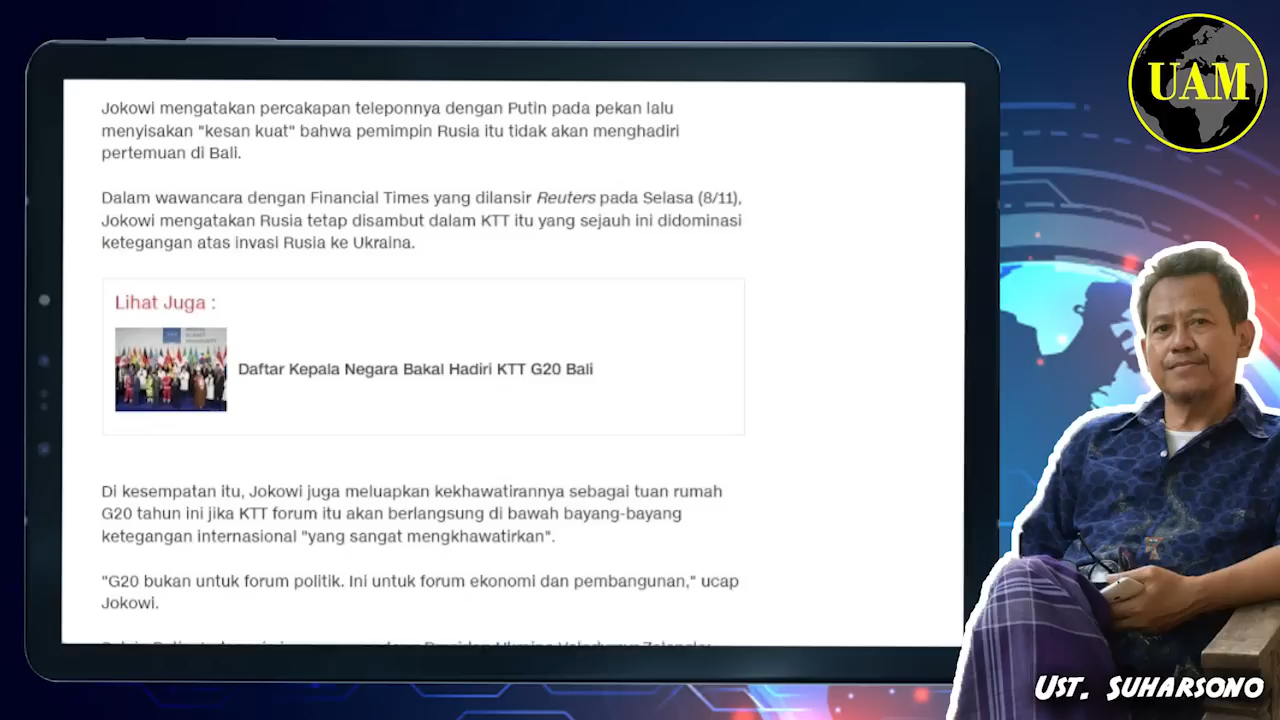 Jokowi mengatakan percakapan teleponnya dengan Putin pada pekan lalu
menyisakan "kesan kuat" bahwa pemimpin Rusia itu tidak akan menghadiri
pertemuan di Bali.
Dalam wawancara dengan Financial Times yang dilansir Reuters pada Selasa (8/11),
Jokowi mengatakan Rusia tetap disambut dalam KTT itu yang sejauh ini didominasi
ketegangan atas invasi Rusia ke Ukraina.
Lihat Juga :
Daftar Kepala Negara Bakal Hadiri KTT G20 Bali
Di kesempatan itu, Jokowi juga meluapkan kekhawatirannya sebagai tuan rumah
G20 tahun ini jika KTT forum itu akan berlangsung di bawah bayang-bayang
ketegangan internasional "yang sangat mengkhawatirkan".
"G20 bukan untuk forum politik. Ini untuk forum ekonomi dan pembangunan," ucap
Jokowi.
UAM
UST. SUHARSONO